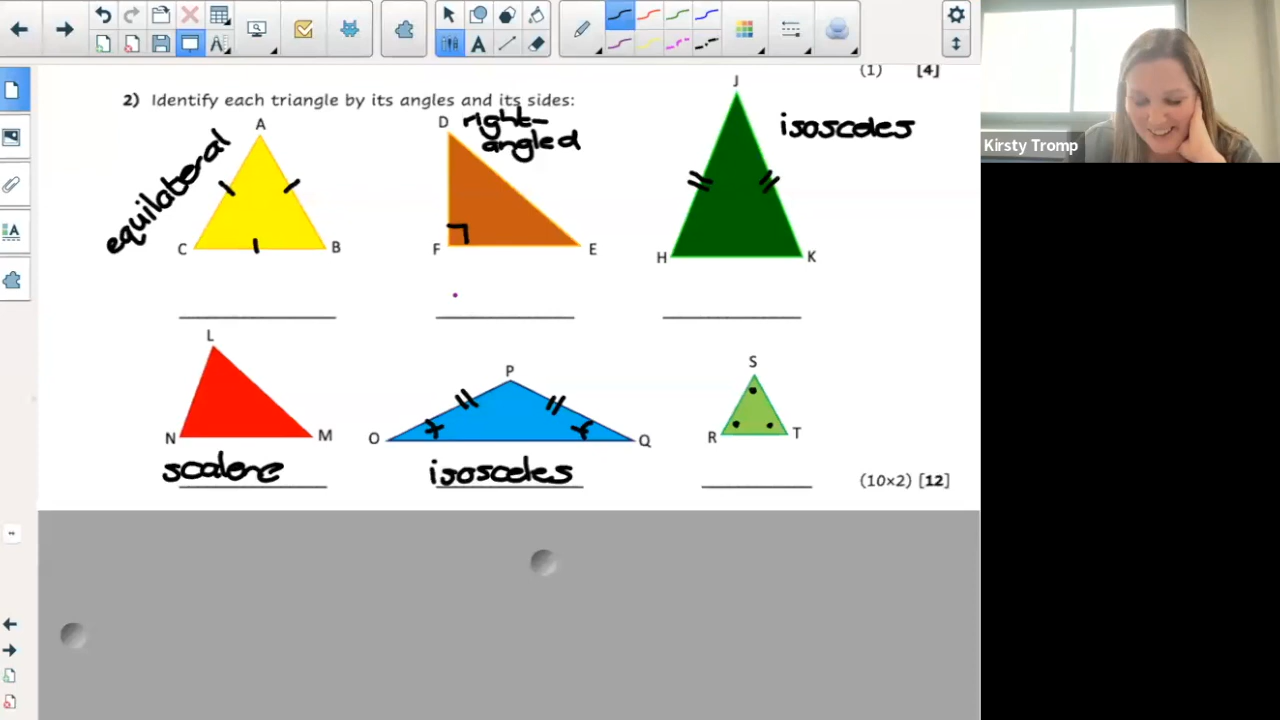 (1) [4]
2) Identify each triangle by its angles and its sides:
J
A
D
right-
angled
isosceles
equilateral
C
B
F
E
H
K
L
P
S
N
M
O
Q
R
T
scalene
isosceles
(10×2) [12]
Kirsty Tromp